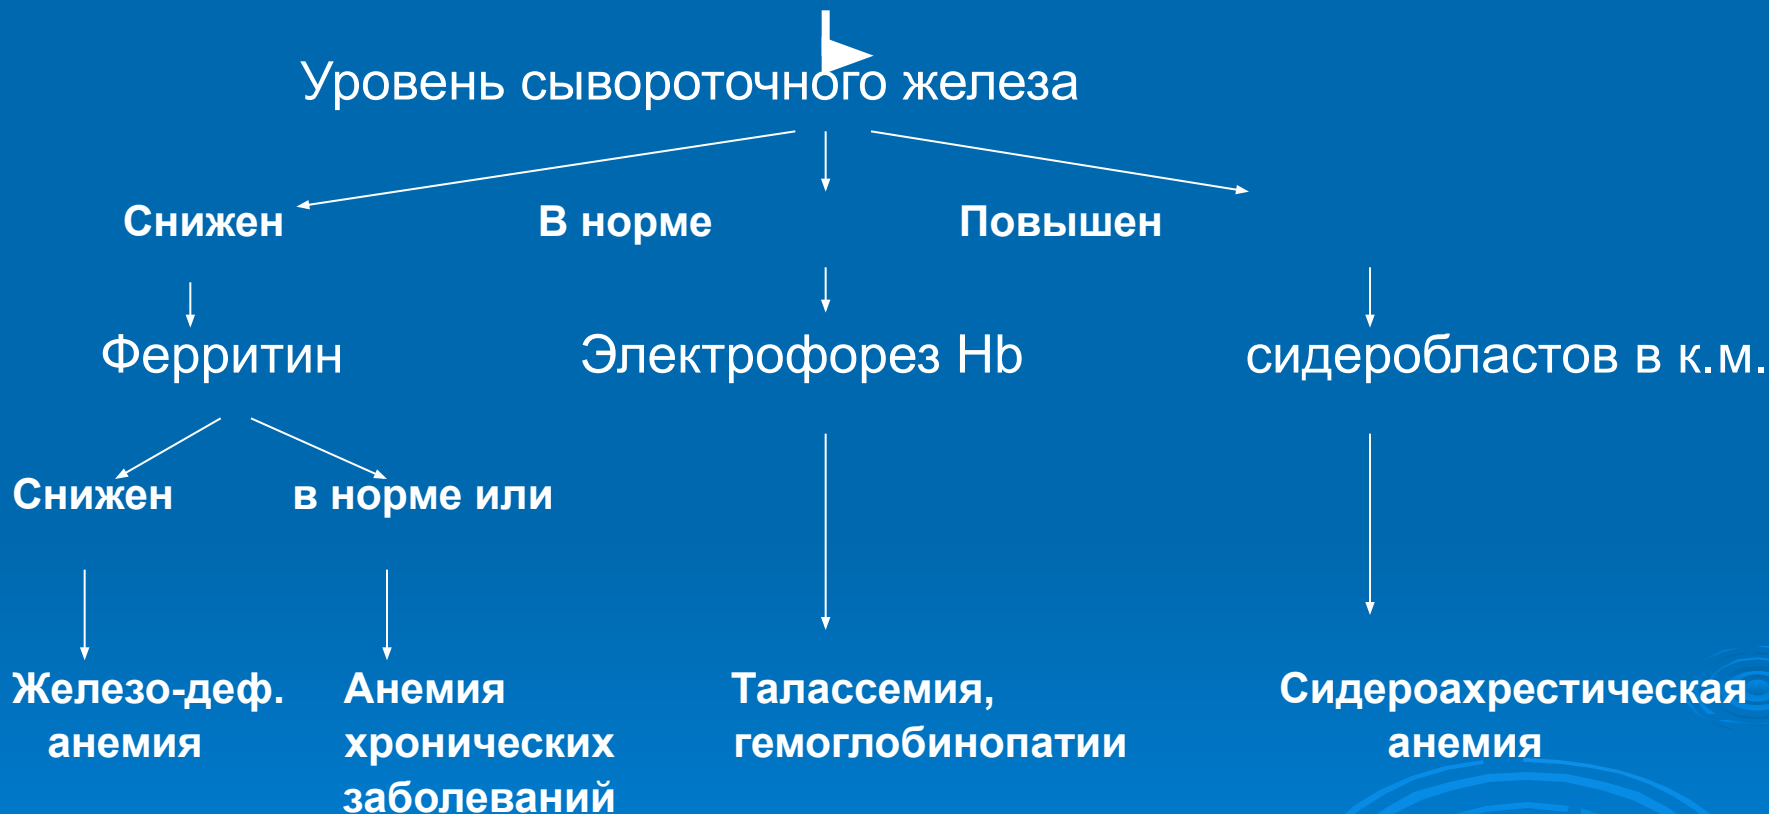 Уровень сывороточного железа
Снижен
В норме
Повышен
Ферритин
Электрофорез Hb
сидеробластов в к.м.
Снижен
в норме или
Железо-деф.
анемия
Анемия
хронических
заболеваний
Талассемия,
гемоглобинопатии
Сидероахрестическая
анемия